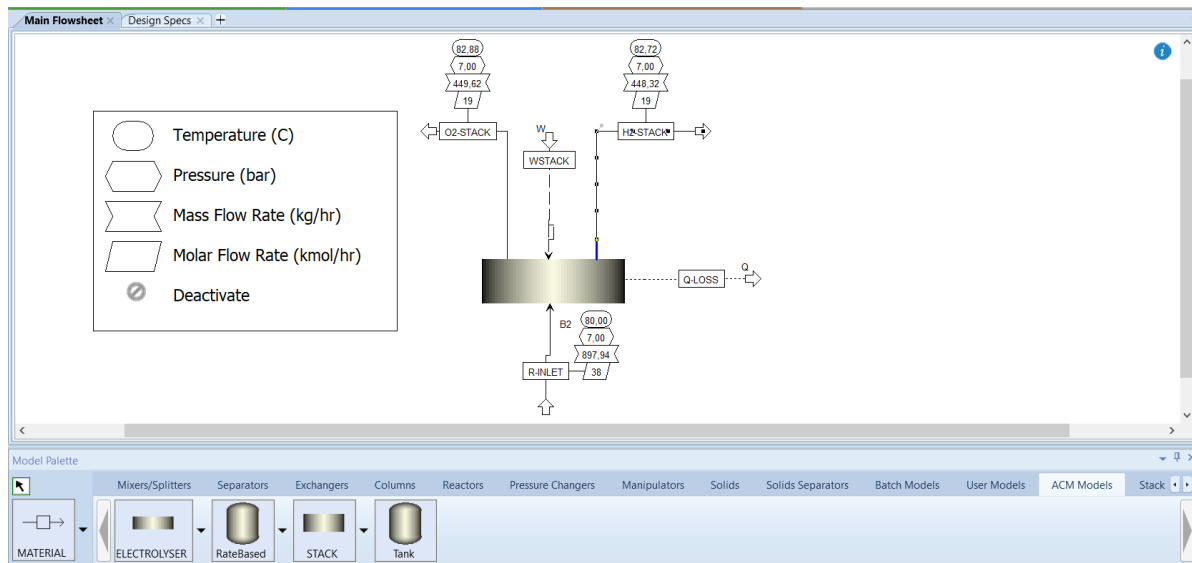 Main Flowsheet × Design Specs × +
82,88
7,00
449,62
19
O2-STACK
82,72
7,00
448,32
19
H2-STACK
W
WSTACK
Temperature (C)
Pressure (bar)
Mass Flow Rate (kg/hr)
Molar Flow Rate (kmol/hr)
Deactivate
Q
Q-LOSS
B2
80,00
7,00
897,94
38
R-INLET
Model Palette
Mixers/Splitters Separators Exchangers Columns Reactors Pressure Changers Manipulators Solids Solids Separators Batch Models User Models ACM Models Stack
MATERIAL ELECTROLYSER RateBased STACK Tank